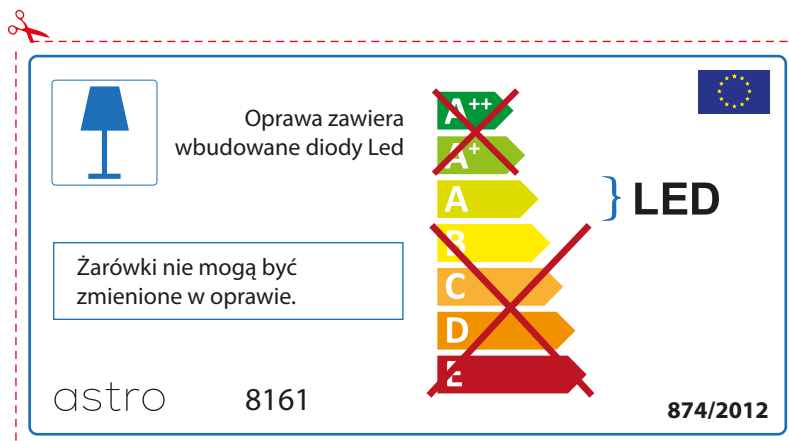 Oprawa zawiera
wbudowane diody Led
A++
A+
A
B
C
D
E
LED
Żarówki nie mogą być
zmienione w oprawie.
astro
8161
874/2012